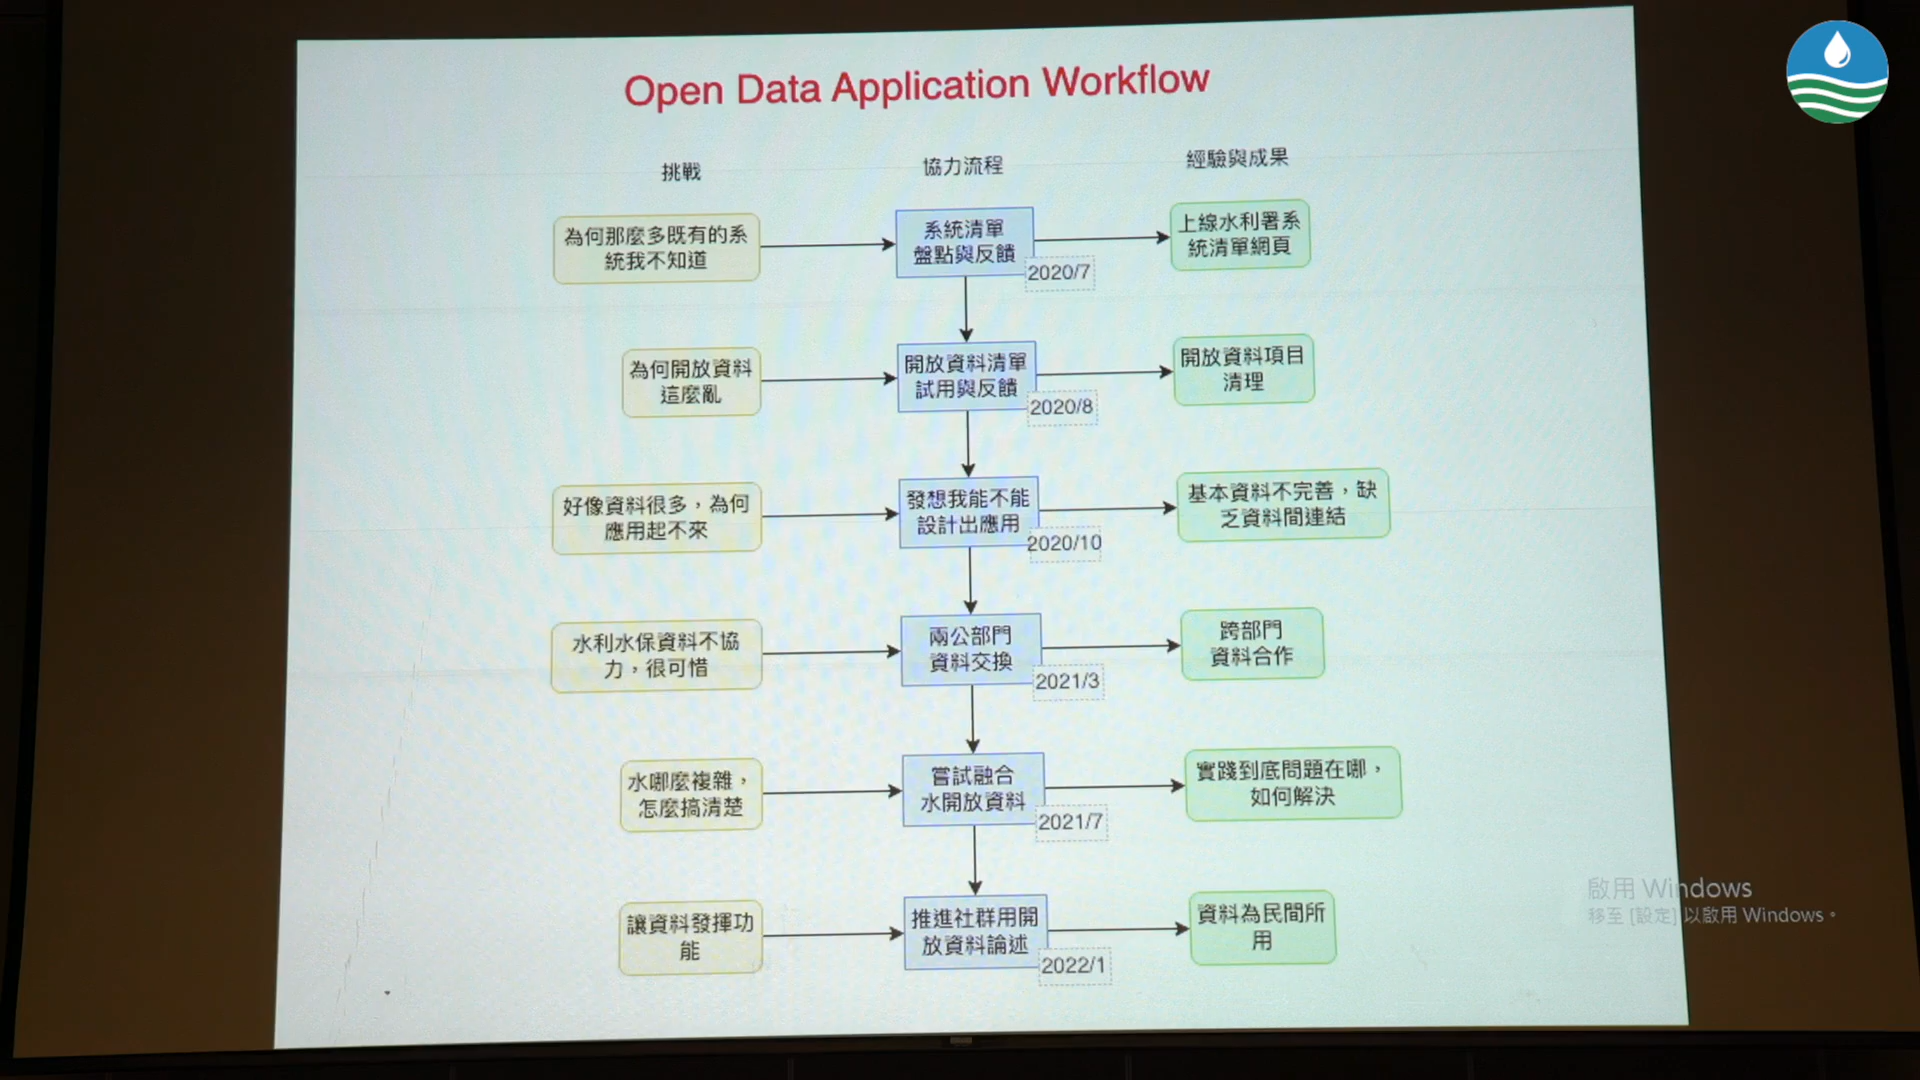 Open Data Application Workflow
挑戰
協力流程
經驗與成果
為何那麼多既有的系
統我不知道
系統清單
盤點與反饋
2020/7
上線水利署系
統清單網頁
為何開放資料
這麼亂
開放資料清單
試用與反饋
2020/8
開放資料項目
清理
好像資料很多，為何
應用起不來
發想我能不能
設計出應用
2020/10
基本資料不完善，缺
乏資料間連結
水利水保資料不協
力，很可惜
兩公部門
資料交換
2021/3
跨部門
資料合作
水哪麼複雜，
怎麼搞清楚
嘗試融合
水開放資料
2021/7
實踐到底問題在哪，
如何解決
讓資料發揮功
能
推進社群用開
放資料論述
2022/1
資料為民間所
用
啟用 Windows
移至 [設定] 以啟用 Windows。